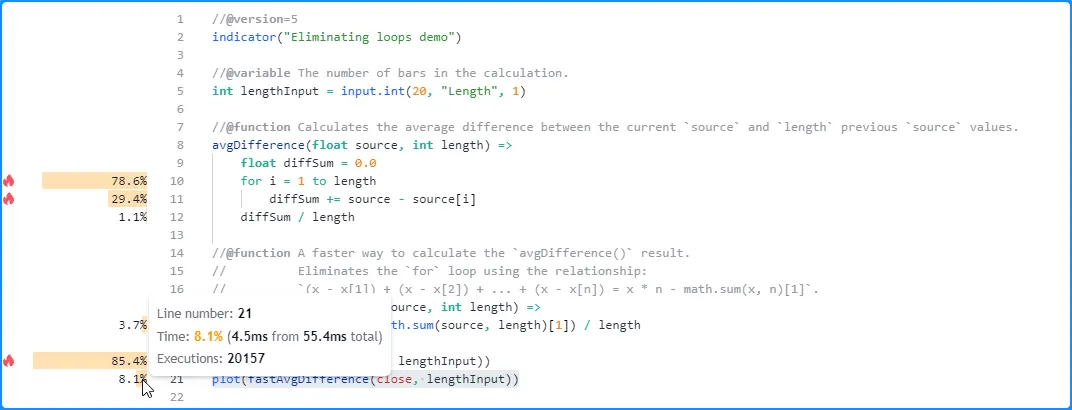 1 //@version=5
2 indicator("Eliminating loops demo")
3
4 //@variable The number of bars in the calculation.
5 int lengthInput = input.int(20, "Length", 1)
6
7 //@function Calculates the average difference between the current `source` and `length` previous `source` values.
8 avgDifference(float source, int length) =>
9 float diffSum = 0.0
78.6% 10 for i = 1 to length
29.4% 11 diffSum += source - source[i]
1.1% 12 diffSum / length
13
14 //@function A faster way to calculate the `avgDifference()` result.
15 // Eliminates the `for` loop using the relationship:
16 // `(x - x[1]) + (x - x[2]) + ... + (x - x[n]) = x * n - math.sum(x, n)[1]`.
ource, int length) =>
3.7% th.sum(source, length)[1]) / length
85.4% lengthInput))
8.1% 21 plot(fastAvgDifference(close, lengthInput))
22
Line number: 21
Time: 8.1% (4.5ms from 55.4ms total)
Executions: 20157